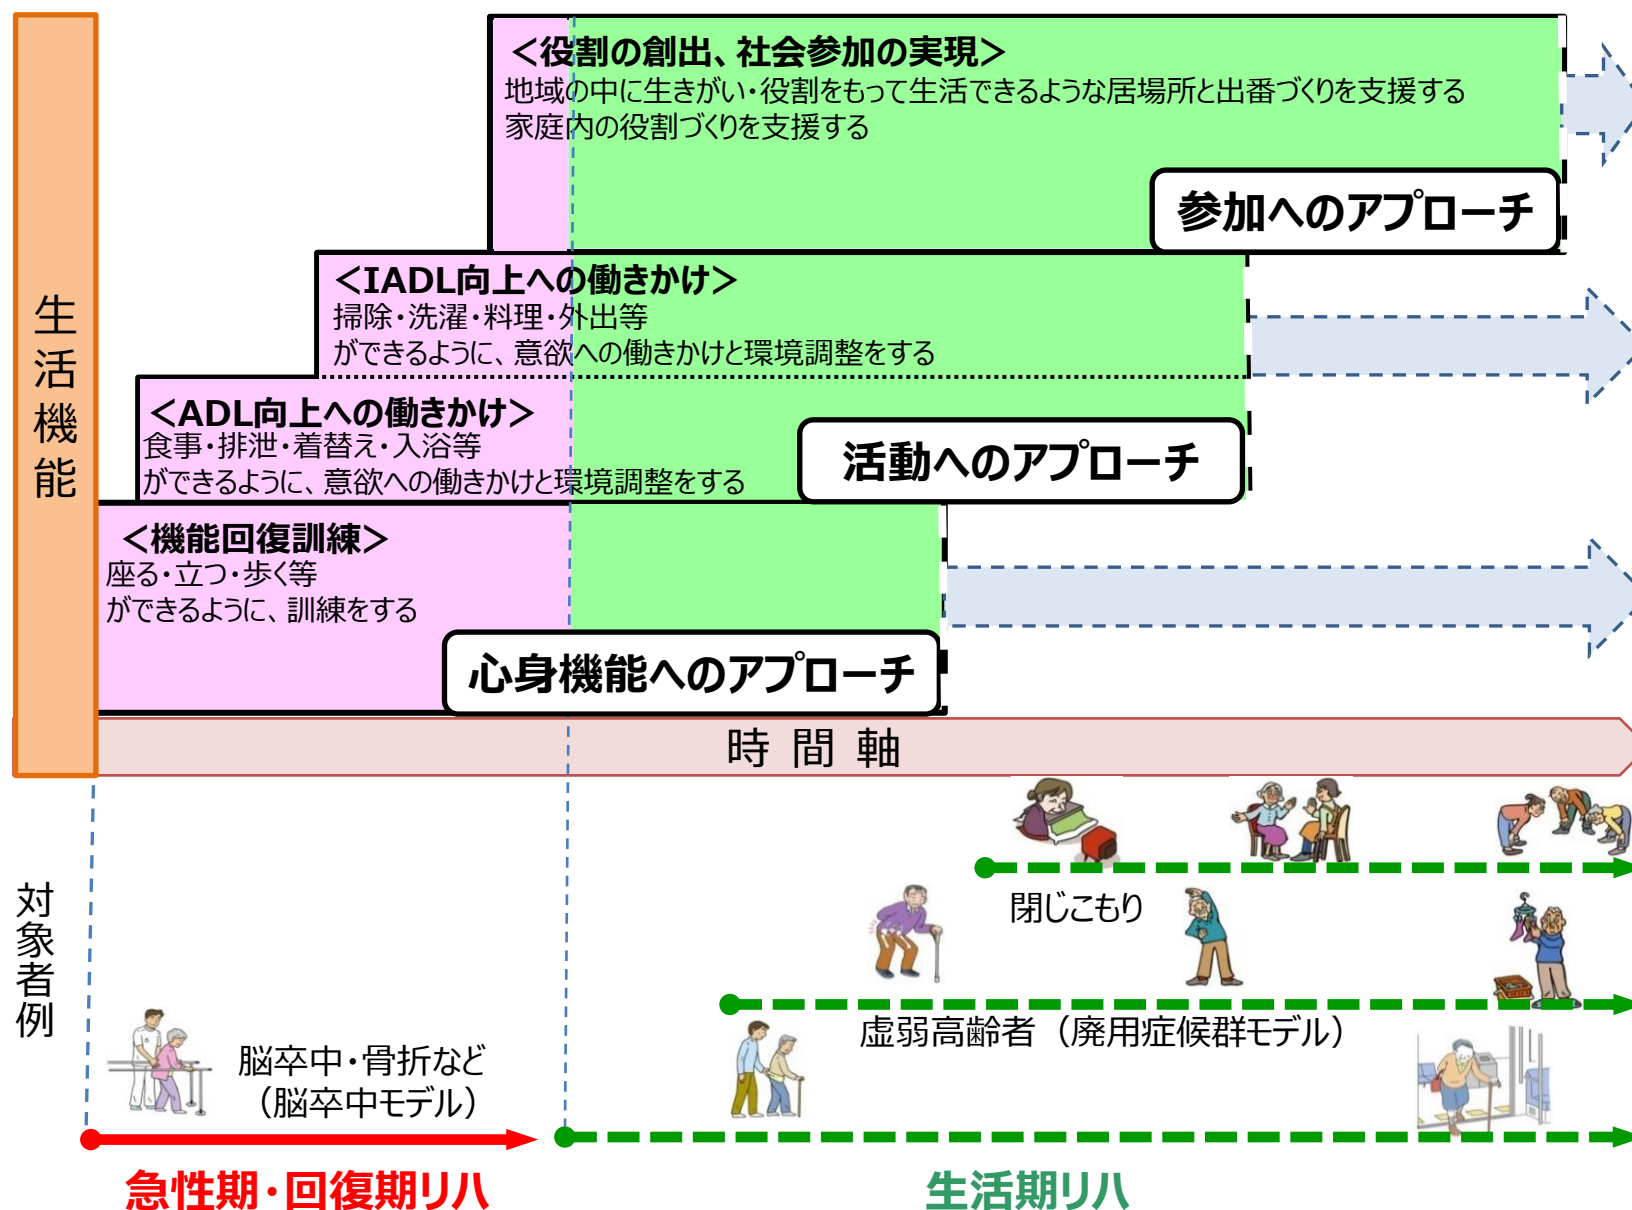 <役割の創出、社会参加の実現>
地域の中に生きがい・役割をもって生活できるような居場所と出番づくりを支援する
家庭内の役割づくりを支援する
参加へのアプローチ
<IADL向上への働きかけ>
掃除・洗濯・料理・外出等
ができるように、意欲への働きかけと環境調整をする
<ADL向上への働きかけ>
食事・排泄・着替え・入浴等
ができるように、意欲への働きかけと環境調整をする
活動へのアプローチ
<機能回復訓練>
座る・立つ・歩く等
ができるように、訓練をする
心身機能へのアプローチ
生活機能
時間軸
対象者例
閉じこもり
虚弱高齢者（廃用症候群モデル）
脳卒中・骨折など
（脳卒中モデル）
急性期・回復期リハ
生活期リハ